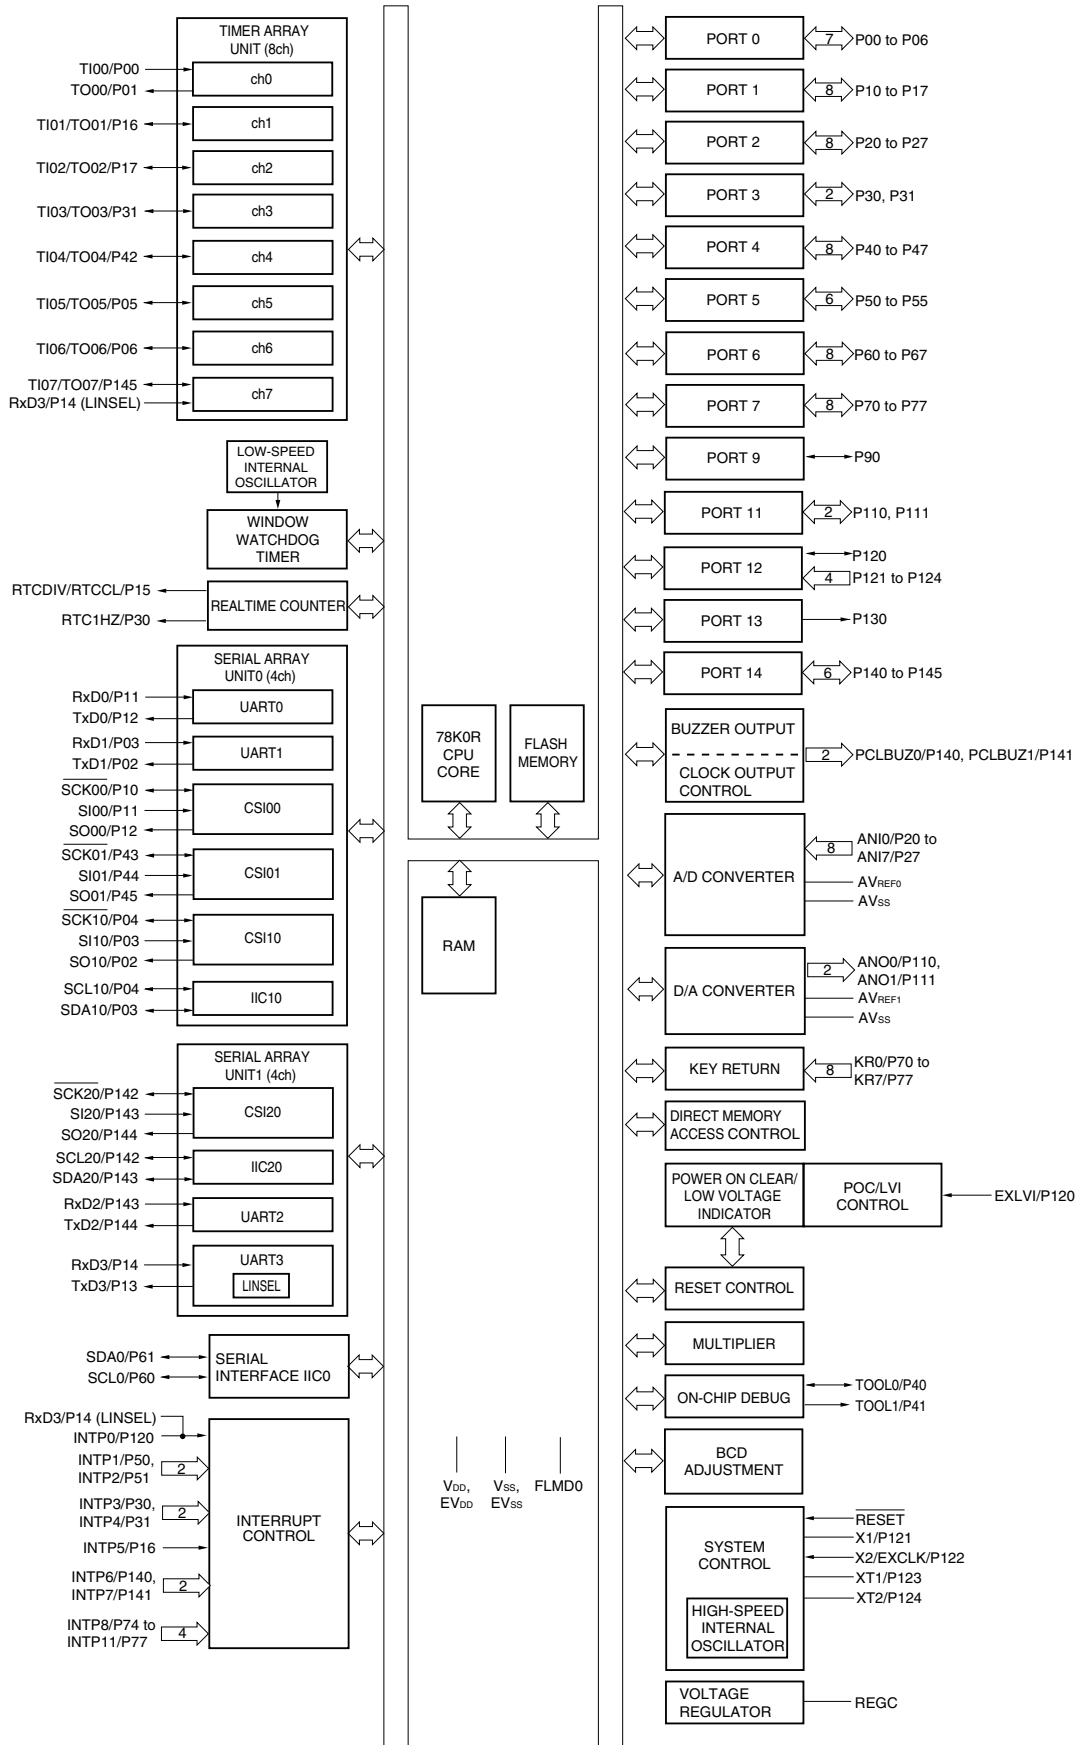 TIMER ARRAY
UNIT (8ch)
TI00/P00
TO00/P01
ch0
TI01/TO01/P16
ch1
TI02/TO02/P17
ch2
TI03/TO03/P31
ch3
TI04/TO04/P42
ch4
TI05/TO05/P05
ch5
TI06/TO06/P06
ch6
TI07/TO07/P145
RxD3/P14 (LINSEL)
ch7
LOW-SPEED
INTERNAL
OSCILLATOR
WINDOW
WATCHDOG
TIMER
RTCDIV/RTCCL/P15
RTC1HZ/P30
REALTIME COUNTER
SERIAL ARRAY
UNIT0 (4ch)
RxD0/P11
TxD0/P12
UART0
RxD1/P03
TxD1/P02
UART1
SCK00/P10
SI00/P11
SO00/P12
CSI00
SCK01/P43
SI01/P44
SO01/P45
CSI01
SCK10/P04
SI10/P03
SO10/P02
CSI10
SCL10/P04
SDA10/P03
IIC10
SERIAL ARRAY
UNIT1 (4ch)
SCK20/P142
SI20/P143
SO20/P144
CSI20
SCL20/P142
SDA20/P143
IIC20
RxD2/P143
TxD2/P144
UART2
RxD3/P14
TxD3/P13
UART3
LINSEL
SDA0/P61
SCL0/P60
SERIAL
INTERFACE IIC0
RxD3/P14 (LINSEL)
INTP0/P120
INTP1/P50,
INTP2/P51
2
INTP3/P30,
INTP4/P31
2
INTP5/P16
INTP6/P140,
INTP7/P141
2
INTP8/P74 to
INTP11/P77
4
INTERRUPT
CONTROL
78K0R
CPU
CORE
FLASH
MEMORY
RAM
VDD,
EVDD
VSS,
EVSS
FLMD0
PORT 0
7
P00 to P06
PORT 1
8
P10 to P17
PORT 2
8
P20 to P27
PORT 3
2
P30, P31
PORT 4
8
P40 to P47
PORT 5
6
P50 to P55
PORT 6
8
P60 to P67
PORT 7
8
P70 to P77
PORT 9
P90
PORT 11
2
P110, P111
PORT 12
P120
4
P121 to P124
PORT 13
P130
PORT 14
6
P140 to P145
BUZZER OUTPUT
CLOCK OUTPUT
CONTROL
2
PCLBUZ0/P140, PCLBUZ1/P141
A/D CONVERTER
8
ANI0/P20 to
ANI7/P27
AVREF0
AVSS
D/A CONVERTER
2
ANO0/P110,
ANO1/P111
AVREF1
AVSS
KEY RETURN
8
KR0/P70 to
KR7/P77
DIRECT MEMORY
ACCESS CONTROL
POWER ON CLEAR/
LOW VOLTAGE
INDICATOR
POC/LVI
CONTROL
EXLVI/P120
RESET CONTROL
MULTIPLIER
ON-CHIP DEBUG
TOOL0/P40
TOOL1/P41
BCD
ADJUSTMENT
SYSTEM
CONTROL
HIGH-SPEED
INTERNAL
OSCILLATOR
RESET
X1/P121
X2/EXCLK/P122
XT1/P123
XT2/P124
VOLTAGE
REGULATOR
REGC